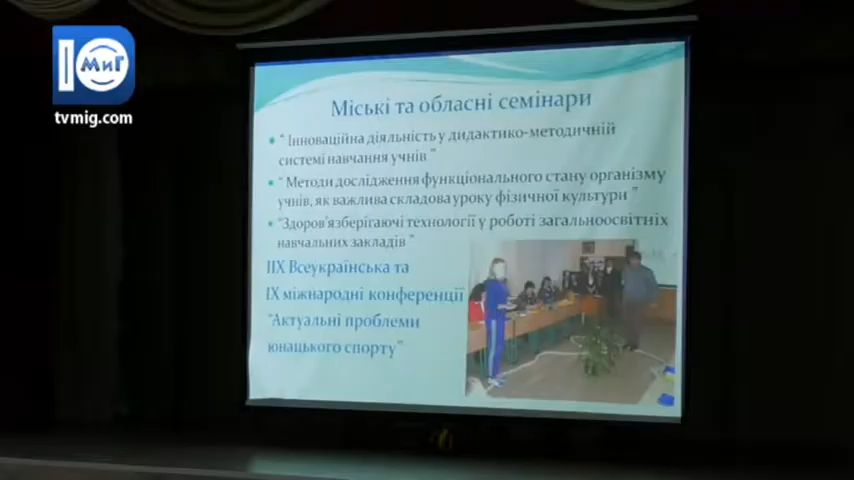 Ю
МиГ
tvmig.com
Міські та обласні семінари
“ Інноваційна діяльність у дидактико-методичній
системі навчання учнів ”
“ Методи дослідження функціонального стану організму
учнів, як важлива складова уроку фізичної культури ”
“Здоров'язберігаючі технології у роботі загальноосвітніх
навчальних закладів ”
IIX Всеукраїнська та
IX міжнародні конференції
“Актуальні проблеми
юнацького спорту”